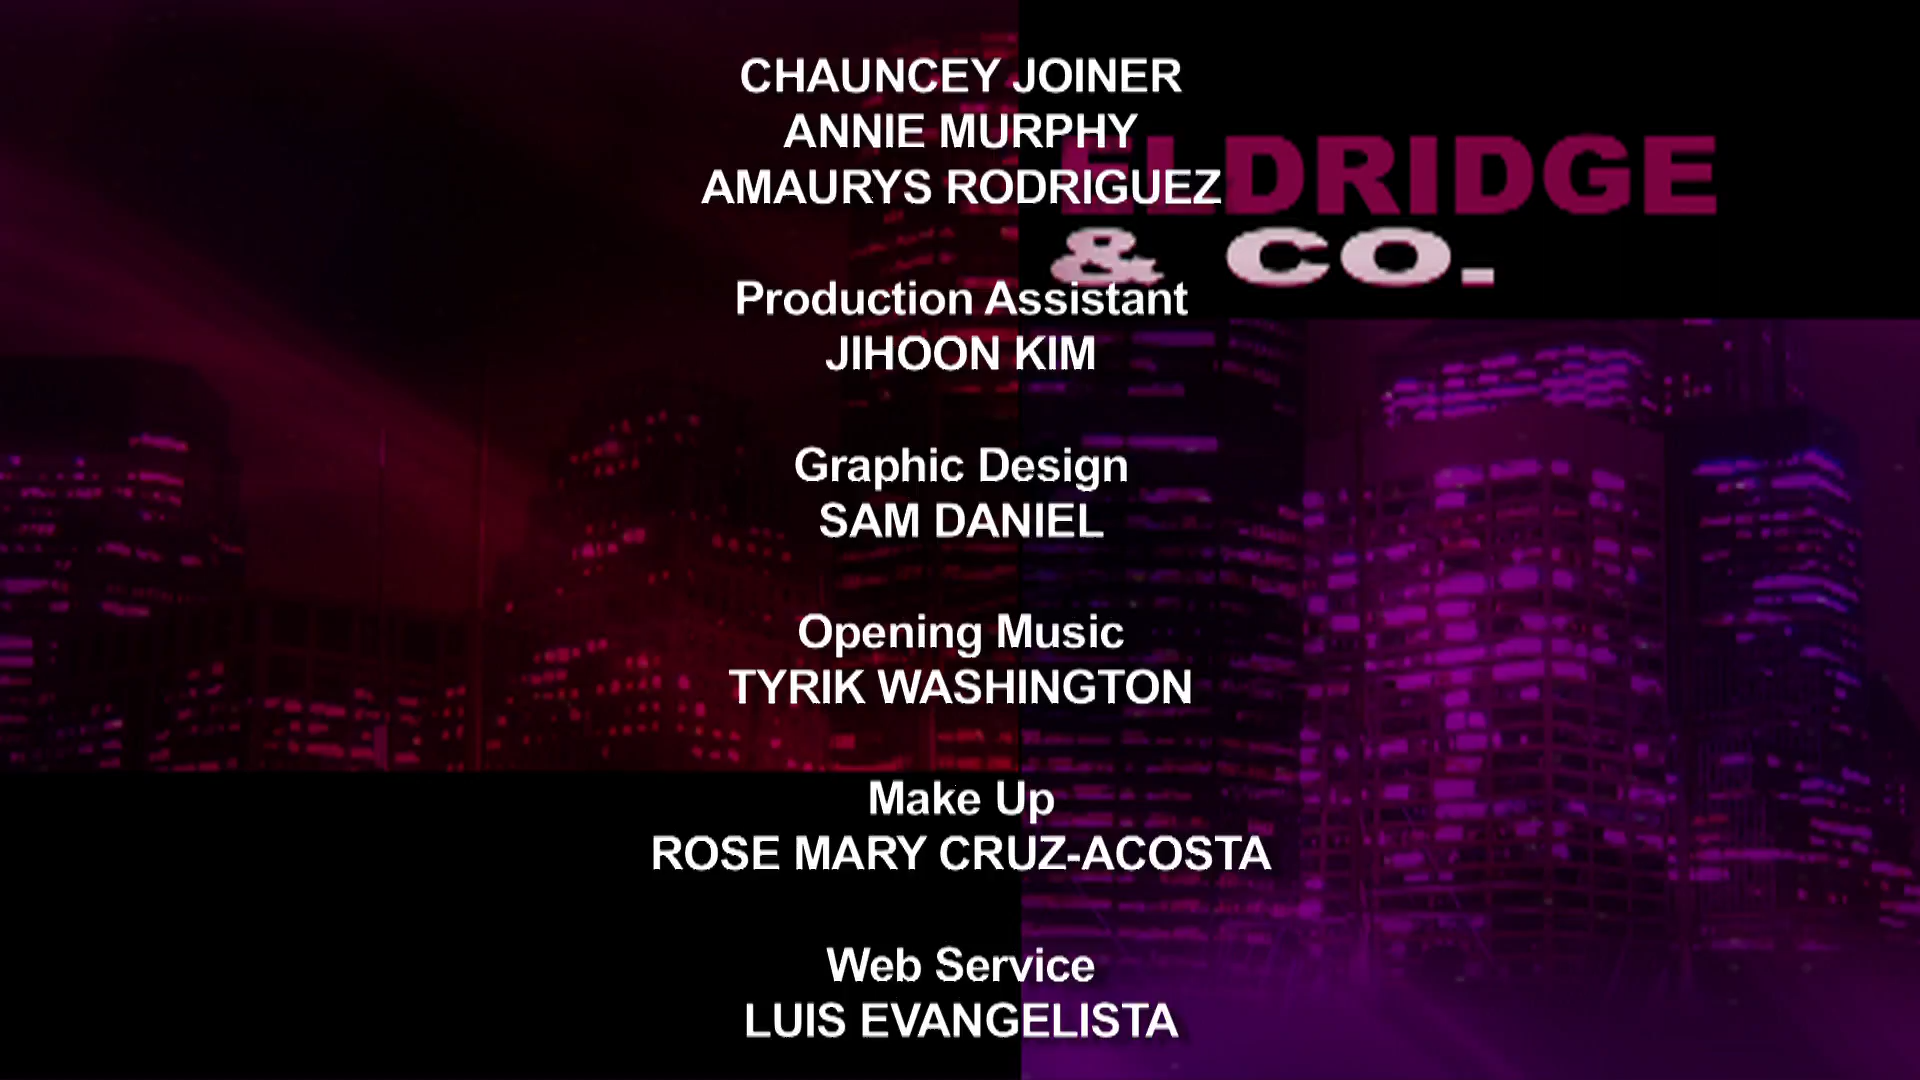 CHAUNCEY JOINER
ANNIE MURPHY
AMAURYS RODRIGUEZ
ELDRIDGE
& CO.
Production Assistant
JIHOON KIM
Graphic Design
SAM DANIEL
Opening Music
TYRIK WASHINGTON
Make Up
ROSE MARY CRUZ-ACOSTA
Web Service
LUIS EVANGELISTA